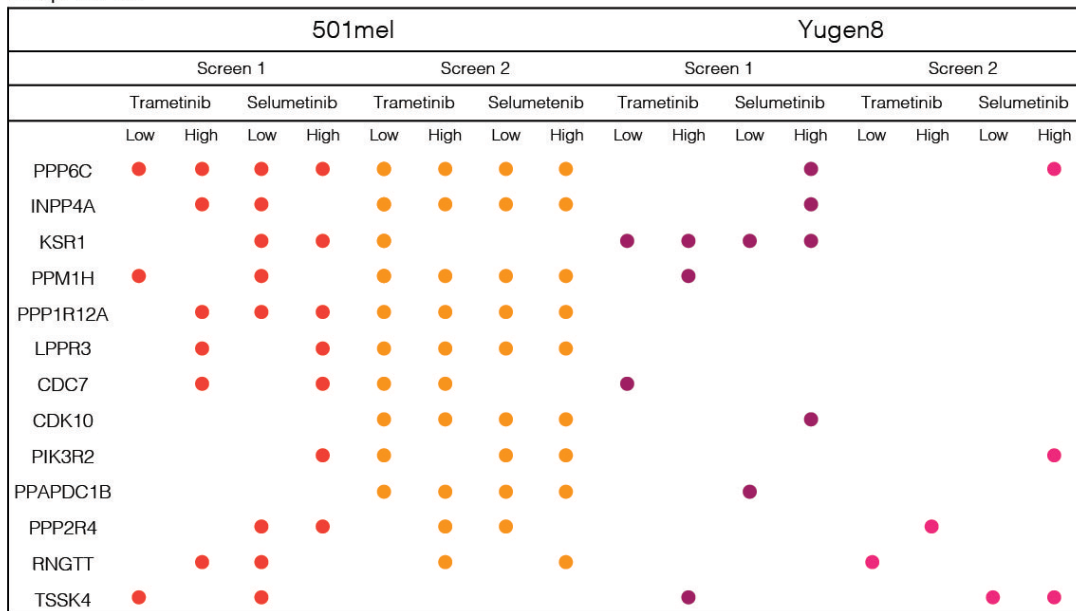 501mel Yugen8
Screen 1 Screen 2 Screen 1 Screen 2
Trametinib Selumetinib Trametinib Selumetenib Trametinib Selumetinib Trametinib Selumetinib
Low High Low High Low High Low High Low High Low High Low High Low High
PPP6C
INPP4A
KSR1
PPM1H
PPP1R12A
LPPR3
CDC7
CDK10
PIK3R2
PPAPDC1B
PPP2R4
RNGTT
TSSK4